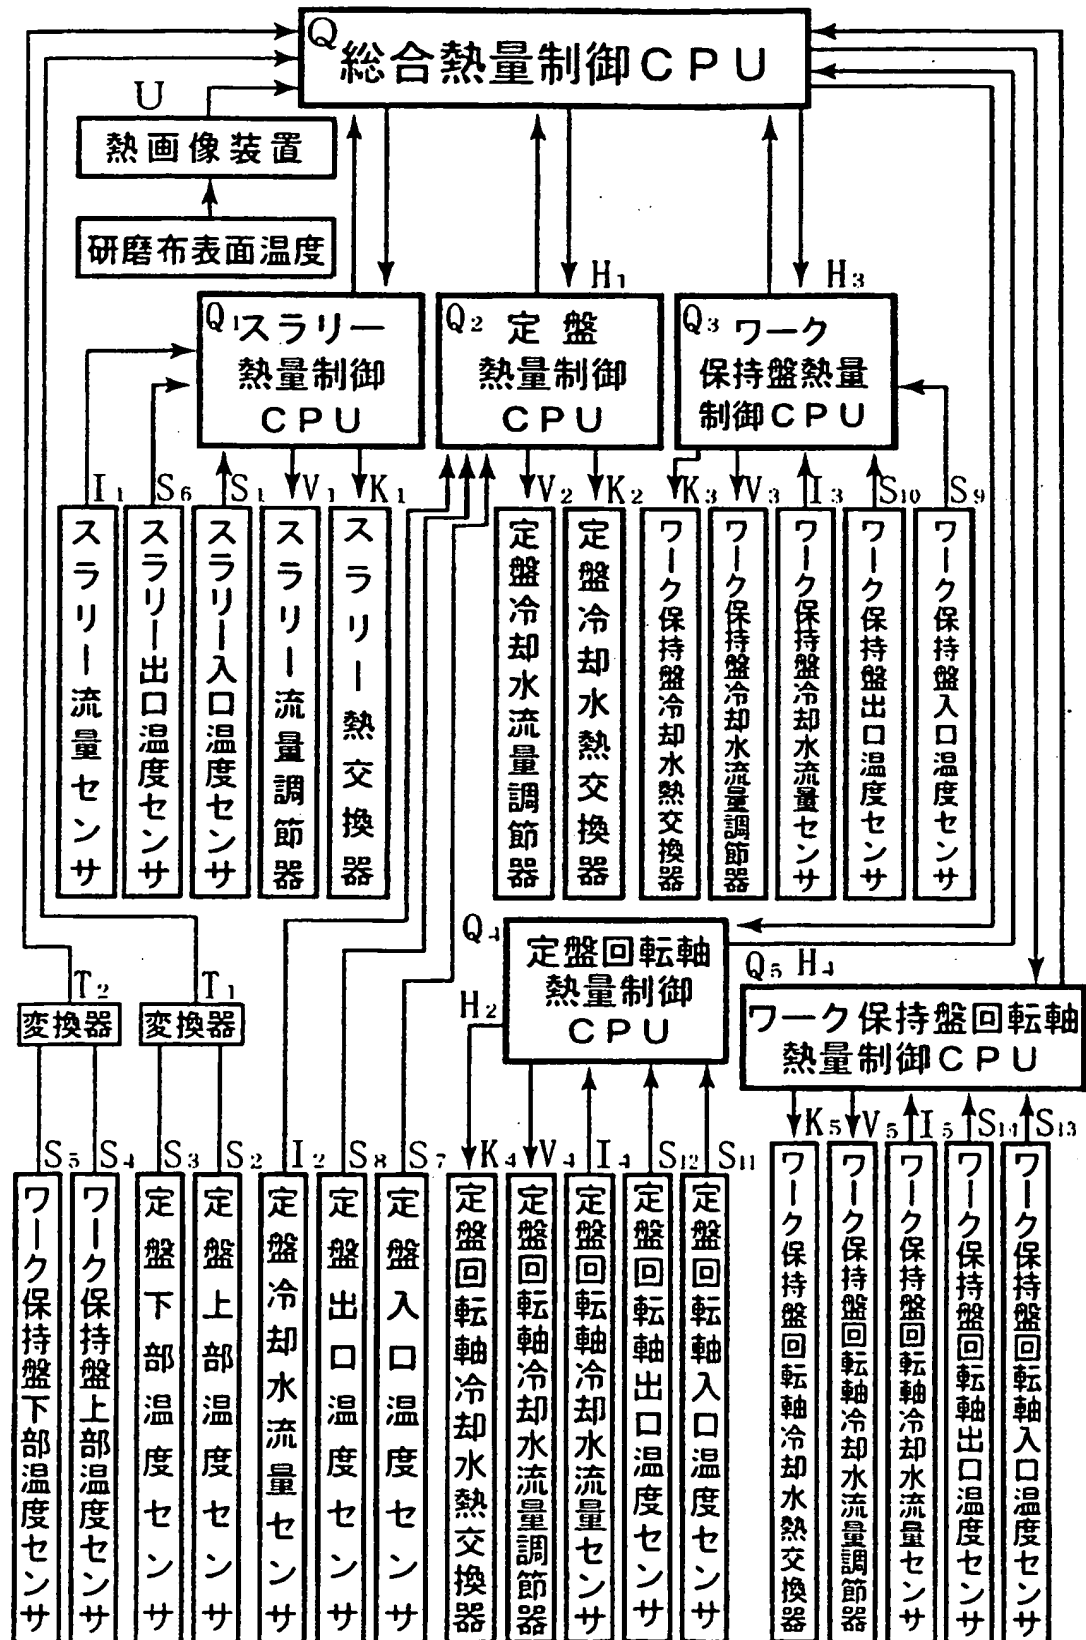 Q
総合熱量制御CPU
U
熱画像装置
研磨布表面温度
H1
H3
Q1 スラリー
熱量制御
CPU
Q2 定盤
熱量制御
CPU
Q3 ワーク
保持盤熱量
制御CPU
I1
S6
S1
V1
K1
V2
K2
K3
V3
I3
S10
S9
スラリー流量センサ
スラリー出口温度センサ
スラリー入口温度センサ
スラリー流量調節器
スラリー熱交換器
定盤冷却水流量調節器
定盤冷却水熱交換器
ワーク保持盤冷却水熱交換器
ワーク保持盤冷却水流量調節器
ワーク保持盤冷却水流量センサ
ワーク保持盤出口温度センサ
ワーク保持盤入口温度センサ
Q4
定盤回転軸
熱量制御
CPU
H2
Q5 H4
ワーク保持盤回転軸
熱量制御CPU
T2
変換器
T1
変換器
S5
S4
S3
S2
I2
S8
S7
K4
V4
I4
S12
S11
K5
V5
I5
S14
S13
ワーク保持盤下部温度センサ
ワーク保持盤上部温度センサ
定盤下部温度センサ
定盤上部温度センサ
定盤冷却水流量センサ
定盤出口温度センサ
定盤入口温度センサ
定盤回転軸冷却水熱交換器
定盤回転軸冷却水流量調節器
定盤回転軸冷却水流量センサ
定盤回転軸出口温度センサ
定盤回転軸入口温度センサ
ワーク保持盤回転軸冷却水熱交換器
ワーク保持盤回転軸冷却水流量調節器
ワーク保持盤回転軸冷却水流量センサ
ワーク保持盤回転軸出口温度センサ
ワーク保持盤回転軸入口温度センサ